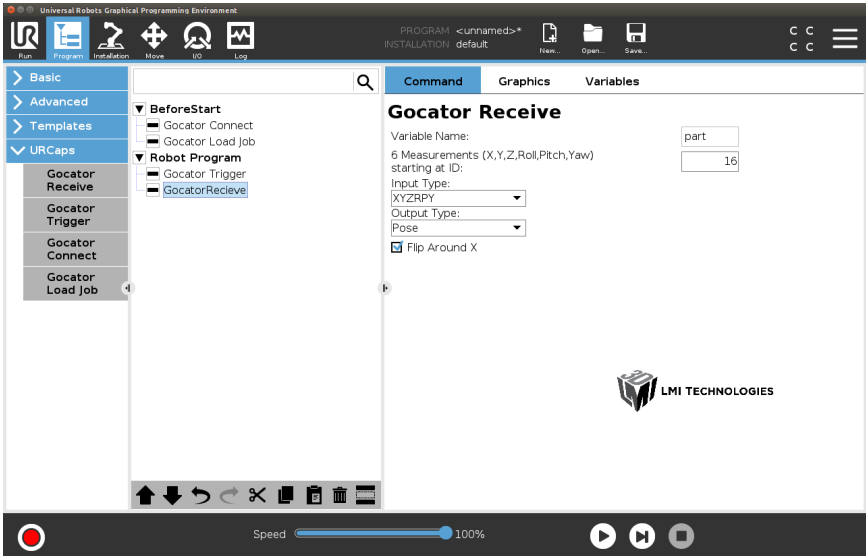 Universal Robots Graphical Programming Environment
PROGRAM <unnamed>*
INSTALLATION default
Run
Program
Installation
Move
I/O
Log
New...
Open...
Save...
C C
C C
Basic
Advanced
Templates
URCaps
Gocator
Receive
Gocator
Trigger
Gocator
Connect
Gocator
Load Job
BeforeStart
Gocator Connect
Gocator Load Job
Robot Program
Gocator Trigger
GocatorRecieve
Command
Graphics
Variables
Gocator Receive
Variable Name:
part
6 Measurements (X,Y,Z,Roll,Pitch,Yaw)
starting at ID:
16
Input Type:
XYZRPY
Output Type:
Pose
Flip Around X
3D
LMI
LMI TECHNOLOGIES
Speed
100%